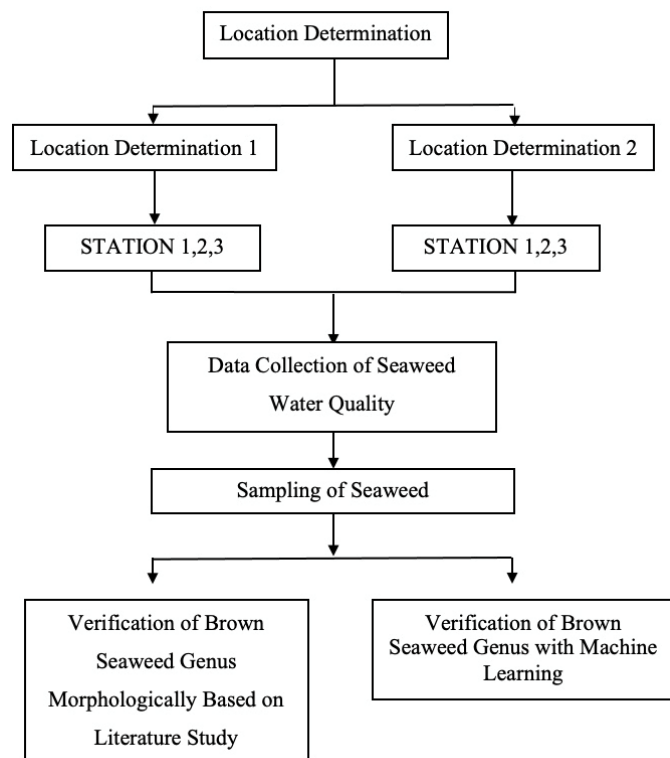 Location Determination
Location Determination 1
Location Determination 2
STATION 1,2,3
STATION 1,2,3
Data Collection of Seaweed
Water Quality
Sampling of Seaweed
Verification of Brown
Seaweed Genus
Morphologically Based on
Literature Study
Verification of Brown
Seaweed Genus with Machine
Learning